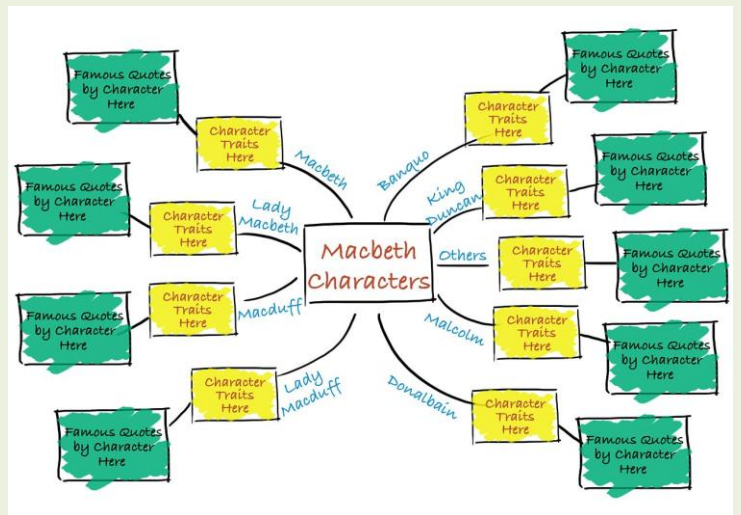 Famous Quotes
by Character
Here
Character
Traits
Here
Macbeth
Famous Quotes
by Character
Here
Character
Traits
Here
Lady
Macbeth
Famous Quotes
by Character
Here
Character
Traits
Here
Macduff
Famous Quotes
by Character
Here
Character
Traits
Here
Lady
Macduff
Macbeth
Characters
Banquo
Character
Traits
Here
Famous Quotes
by Character
Here
King
Duncan
Character
Traits
Here
Famous Quotes
by Character
Here
Others
Character
Traits
Here
Famous Quotes
by Character
Here
Malcolm
Character
Traits
Here
Famous Quotes
by Character
Here
Donalbain
Character
Traits
Here
Famous Quotes
by Character
Here